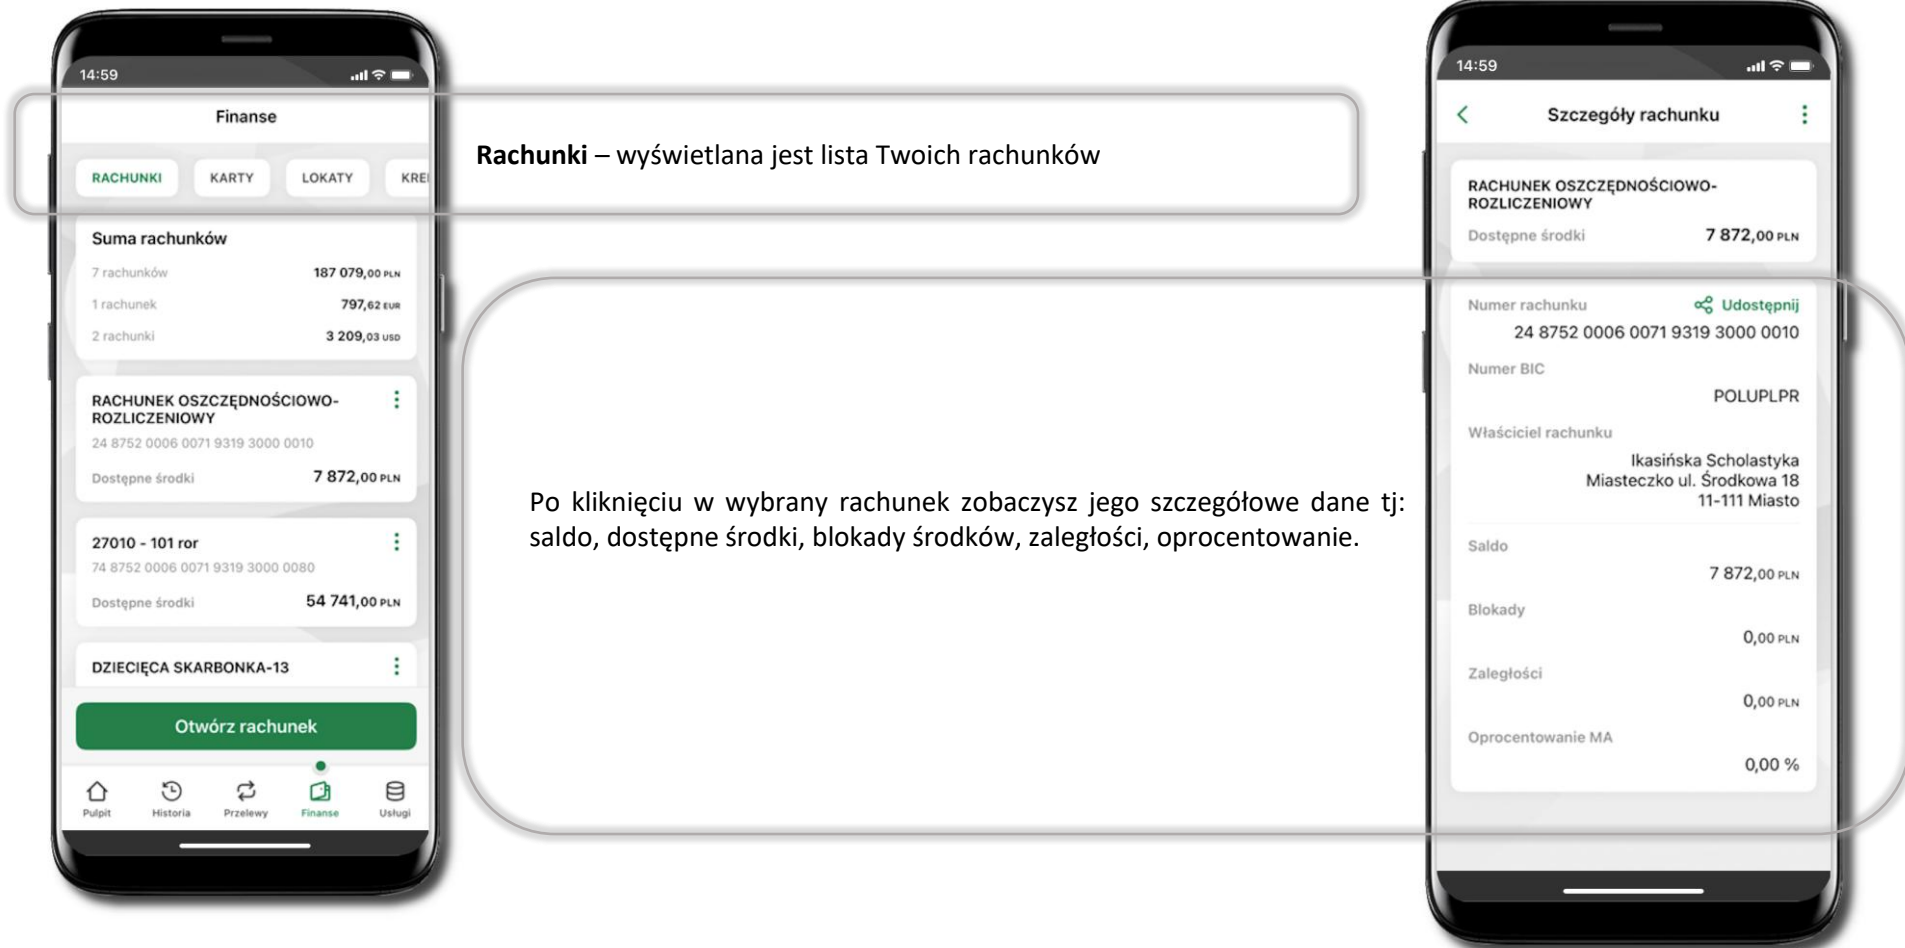 14:59
Finanse
RACHUNKI KARTY LOKATY KRE
Suma rachunków
7 rachunków 187 079,00 PLN
1 rachunek 797,62 EUR
2 rachunki 3 209,03 USD
RACHUNEK OSZCZĘDNOŚCIOWO-
ROZLICZENIOWY
24 8752 0006 0071 9319 3000 0010
Dostępne środki 7 872,00 PLN
27010 - 101 ror
74 8752 0006 0071 9319 3000 0080
Dostępne środki 54 741,00 PLN
DZIECIĘCA SKARBONKA-13
Otwórz rachunek
Pulpit Historia Przelewy Finanse Usługi
Rachunki – wyświetlana jest lista Twoich rachunków
Po kliknięciu w wybrany rachunek zobaczysz jego szczegółowe dane tj:
saldo, dostępne środki, blokady środków, zaległości, oprocentowanie.
14:59
Szczegóły rachunku
RACHUNEK OSZCZĘDNOŚCIOWO-
ROZLICZENIOWY
Dostępne środki 7 872,00 PLN
Numer rachunku Udostępnij
24 8752 0006 0071 9319 3000 0010
Numer BIC
POLUPLPR
Właściciel rachunku
Ikasińska Scholastyka
Miasteczko ul. Środkowa 18
11-111 Miasto
Saldo
7 872,00 PLN
Blokady
0,00 PLN
Zaległości
0,00 PLN
Oprocentowanie MA
0,00 %